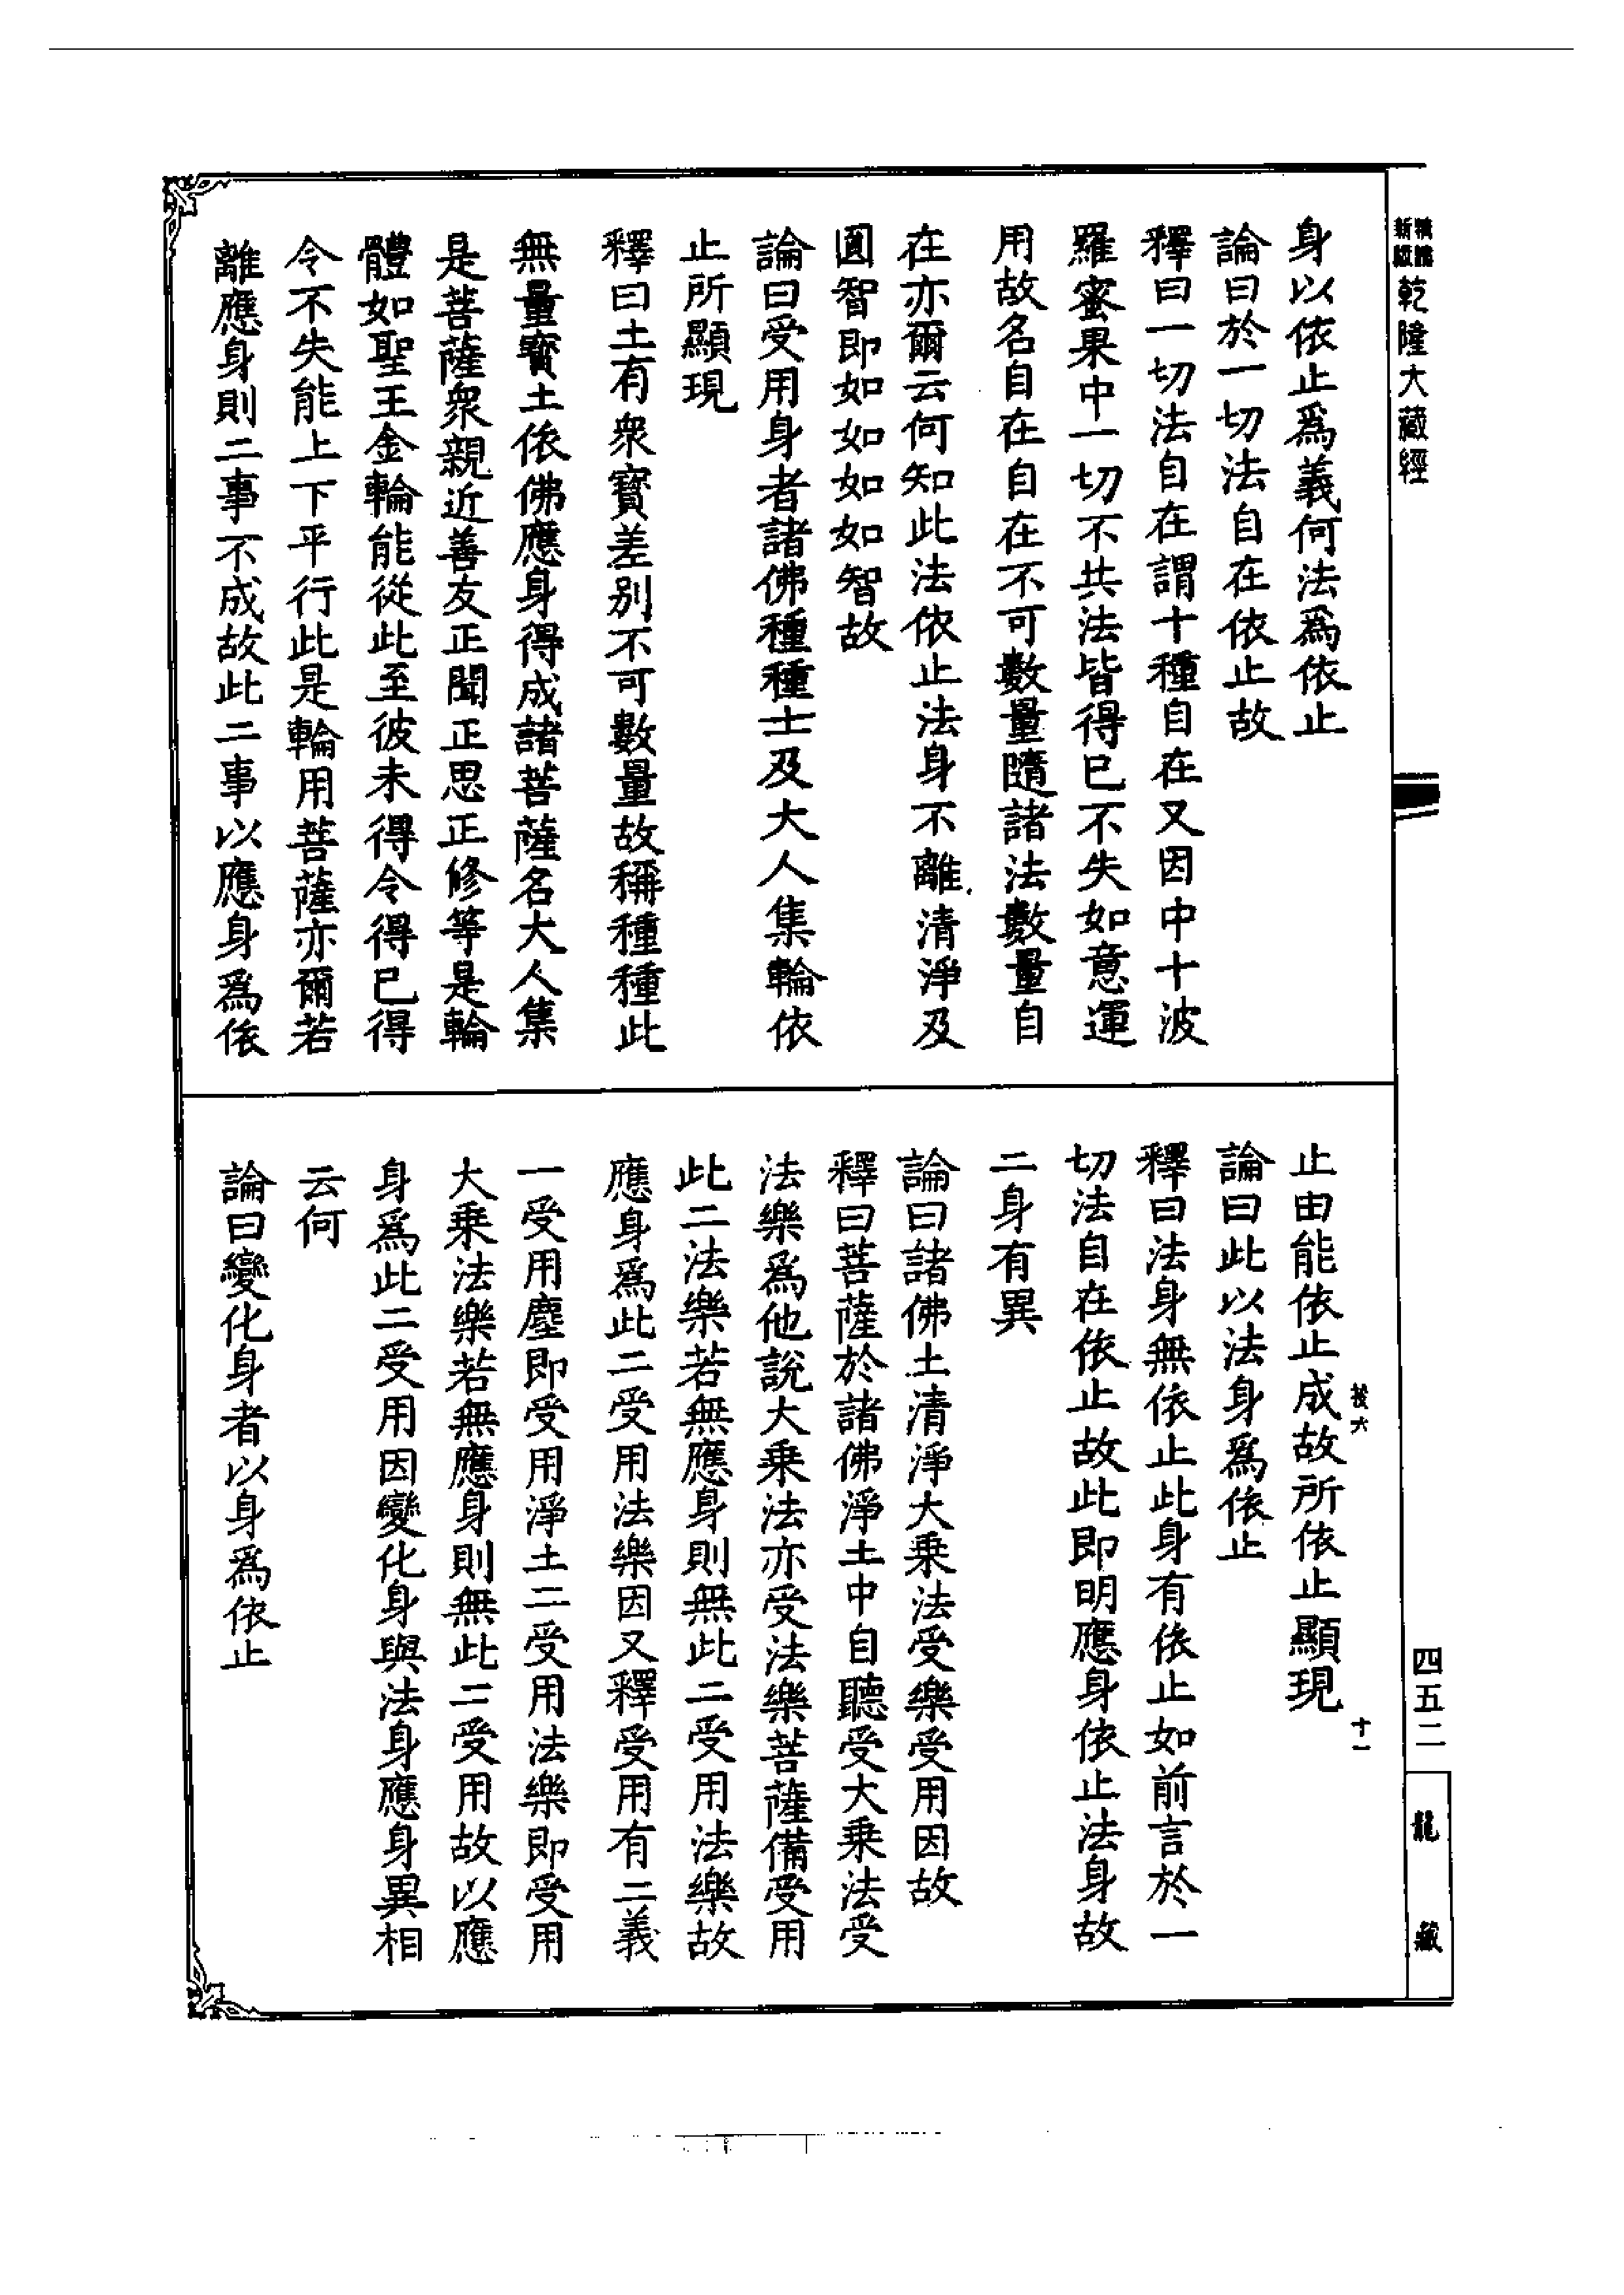 新
乾隆大藏經
身以依止爲義何法爲依止
論曰於一切法自在依止故
釋曰一切法自在謂十種自在又因中十波
羅蜜果中一切不共法皆得已不失如意運
用故名自在自在不可數量隨諸法數量自
在亦爾云何知此法依止法身不離清淨及
圓智即如如如如智故
論曰受用身者諸佛種種士及大人集輪依
止所顯現
釋曰土有眾寶差別不可數量故稱種種此
無量寶土依佛應身得成諸菩薩名大人集
是菩薩眾親近善友正聞正思正修等是輪
體如聖王金輪能從此至彼未得令得已得
令不失能上下平行此是輪用菩薩亦爾若
離應身則二事不成故此二事以應身爲依
止由能依止成故所依止顯現
論曰此以法身爲依止
釋曰法身無依止此身有依止如前言於一
切法自在依止故此即明應身依止法身故
二身有異
論曰諸佛土清淨大乘法受樂受用因故
釋曰菩薩於諸佛淨土中自聽受大乘法受
法樂爲他說大乘法亦受法樂菩薩備受用
此二法樂若無應身則無此二受用法樂故
應身爲此二受用法樂因又釋受用有二義
一受用塵即受用淨土二受用法樂即受用
大乘法樂若無應身則無此二受用故以應
身爲此二受用因變化身與法身應身異相
云何
論曰變化身者以身爲依止
六
十一
四五二
龍藏